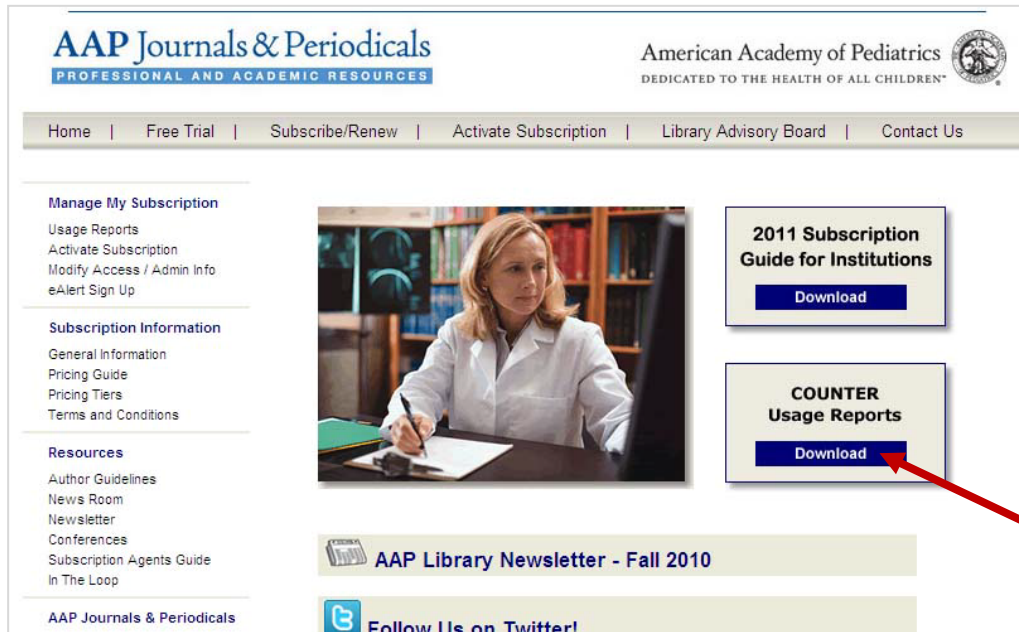 AAP Journals & Periodicals
PROFESSIONAL AND ACADEMIC RESOURCES
American Academy of Pediatrics
DEDICATED TO THE HEALTH OF ALL CHILDREN™
Home | Free Trial | Subscribe/Renew | Activate Subscription | Library Advisory Board | Contact Us
Manage My Subscription
Usage Reports
Activate Subscription
Modify Access / Admin Info
eAlert Sign Up
Subscription Information
General Information
Pricing Guide
Pricing Tiers
Terms and Conditions
Resources
Author Guidelines
News Room
Newsletter
Conferences
Subscription Agents Guide
In The Loop
AAP Journals & Periodicals
2011 Subscription
Guide for Institutions
Download
COUNTER
Usage Reports
Download
AAP Library Newsletter - Fall 2010
Follow Us on Twitter!